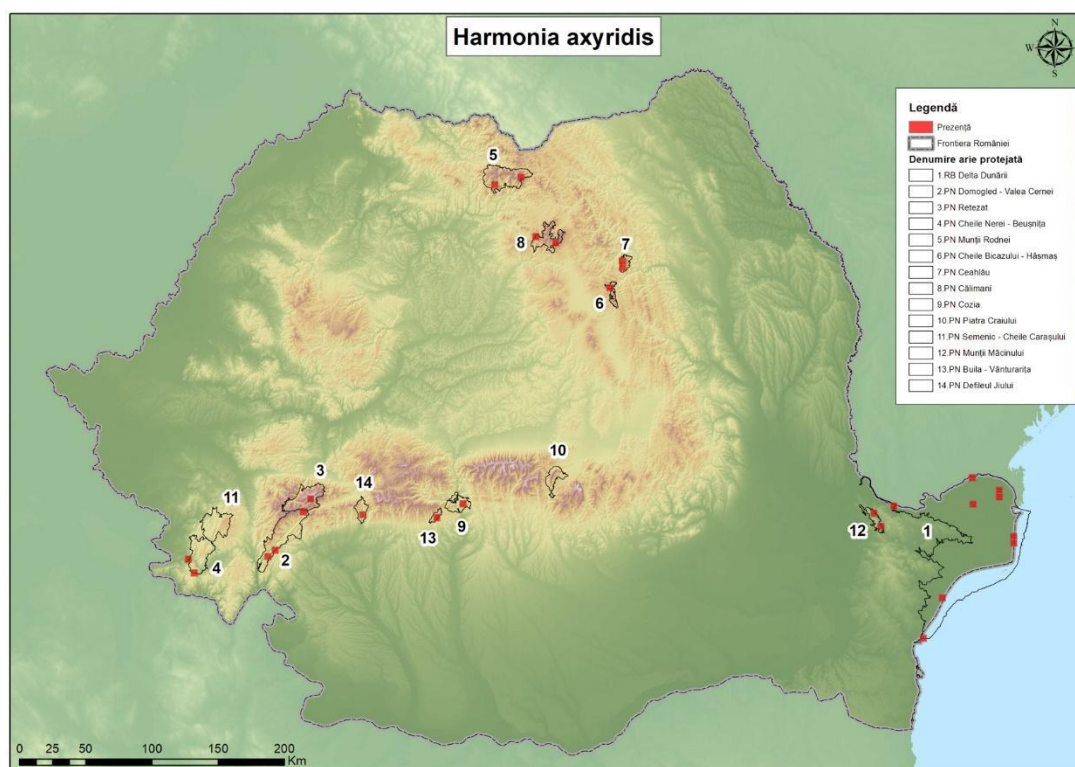 Harmonia axyridis
N
W E
S
Legendă
Prezență
Frontiera României
Denumire arie protejată
1.RB Delta Dunării
2.PN Domogled - Valea Cernei
3.PN Retezat
4.PN Cheile Nerei - Beușnița
5.PN Munții Rodnei
6.PN Cheile Bicazului - Hășmaș
7.PN Ceahlău
8.PN Călimani
9.PN Cozia
10.PN Piatra Craiului
11.PN Semenic - Cheile Carașului
12.PN Munții Măcinului
13.PN Buila - Vânturarița
14.PN Defileul Jiului
5
8
7
6
10
3
14
11
9
13
2
4
12
1
0 25 50 100 150 200
Km